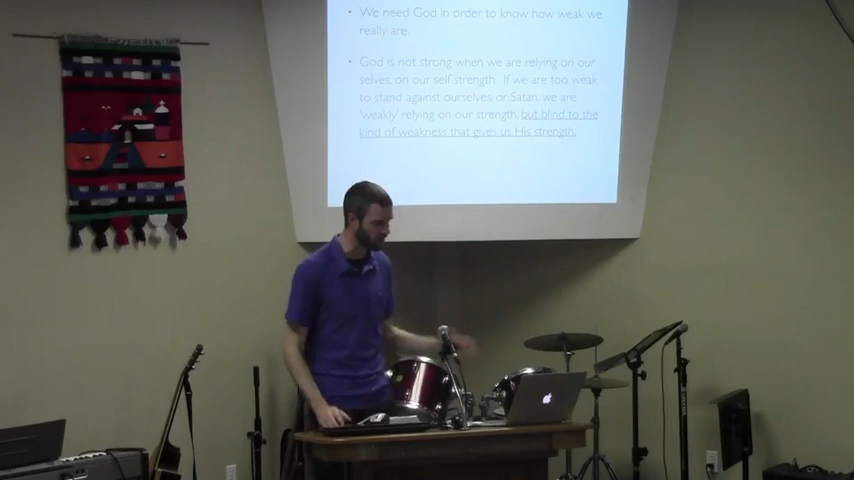 • We need God in order to know how weak we
really are.
• God is not strong when we are relying on our
selves, on our self strength. If we are too weak
to stand against ourselves, or Satan, we are
'weakly' relying on our strength, but blind to the
kind of weakness that gives us His strength.